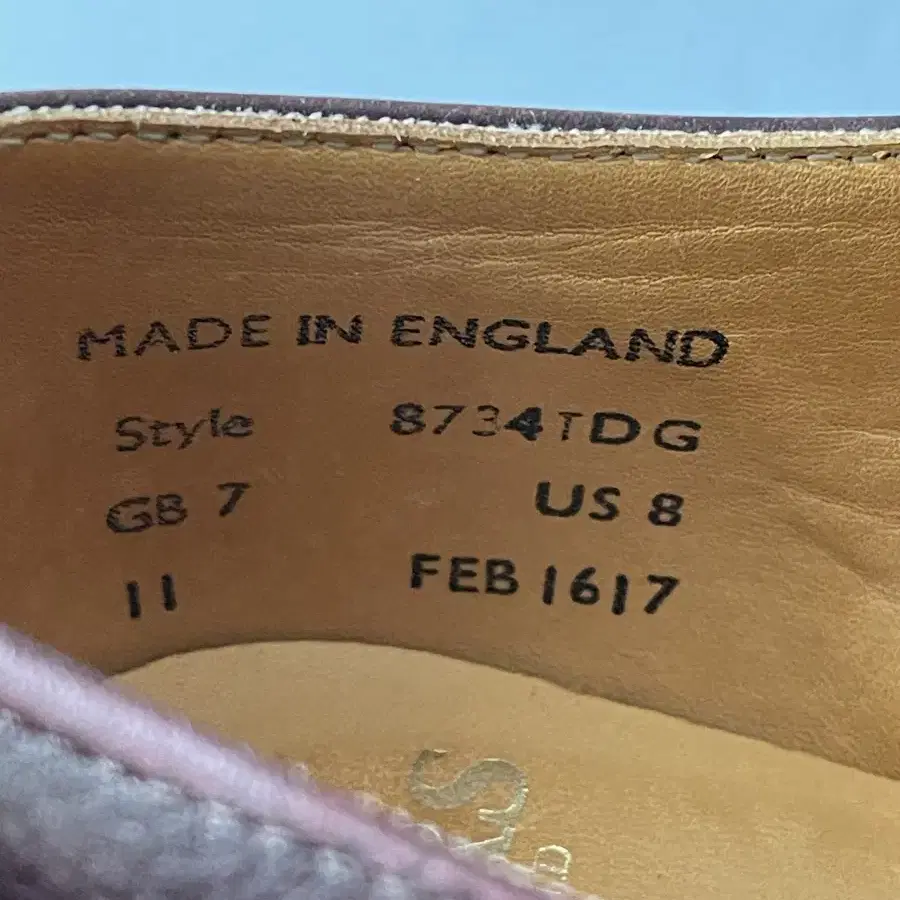 MADE IN ENGLAND
Style 8734TDG
GB 7 US 8
11 FEB 1617